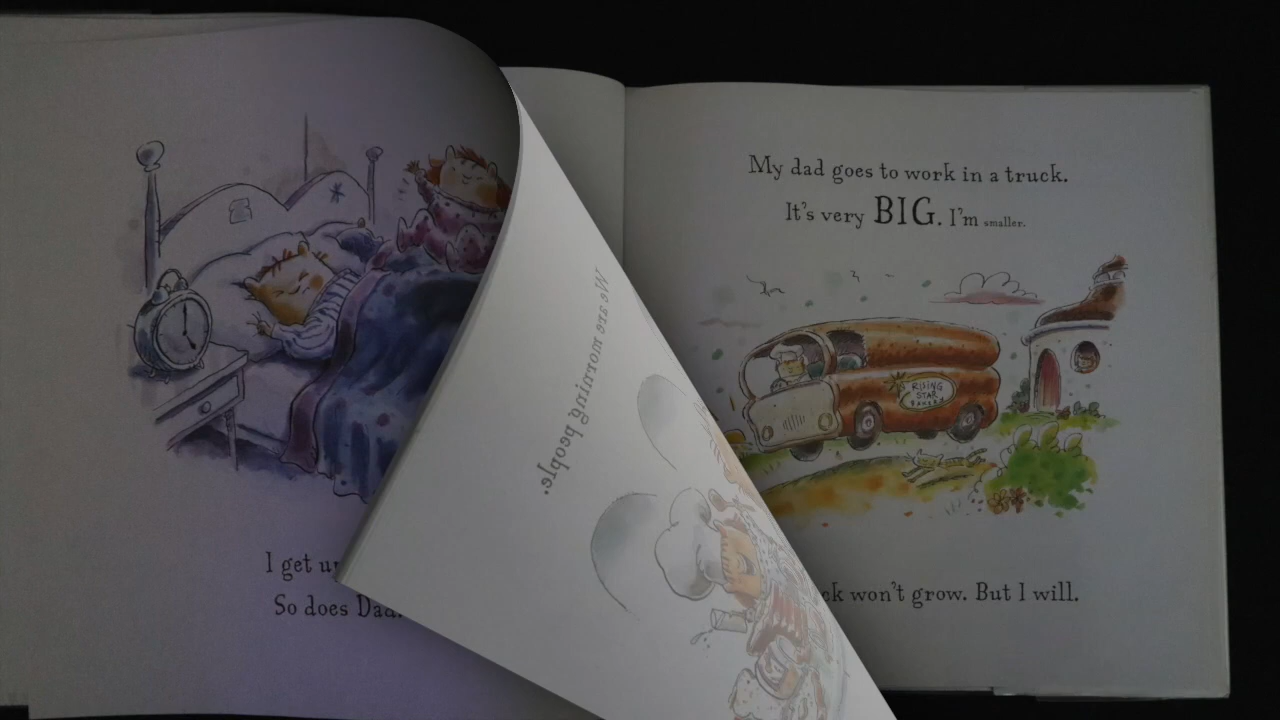 I get
So does Dad.
We are morning people.
My dad goes to work in a truck.
It's very BIG. I'm smaller.
RISING
STAR
BAKERY
won't grow. But I will.